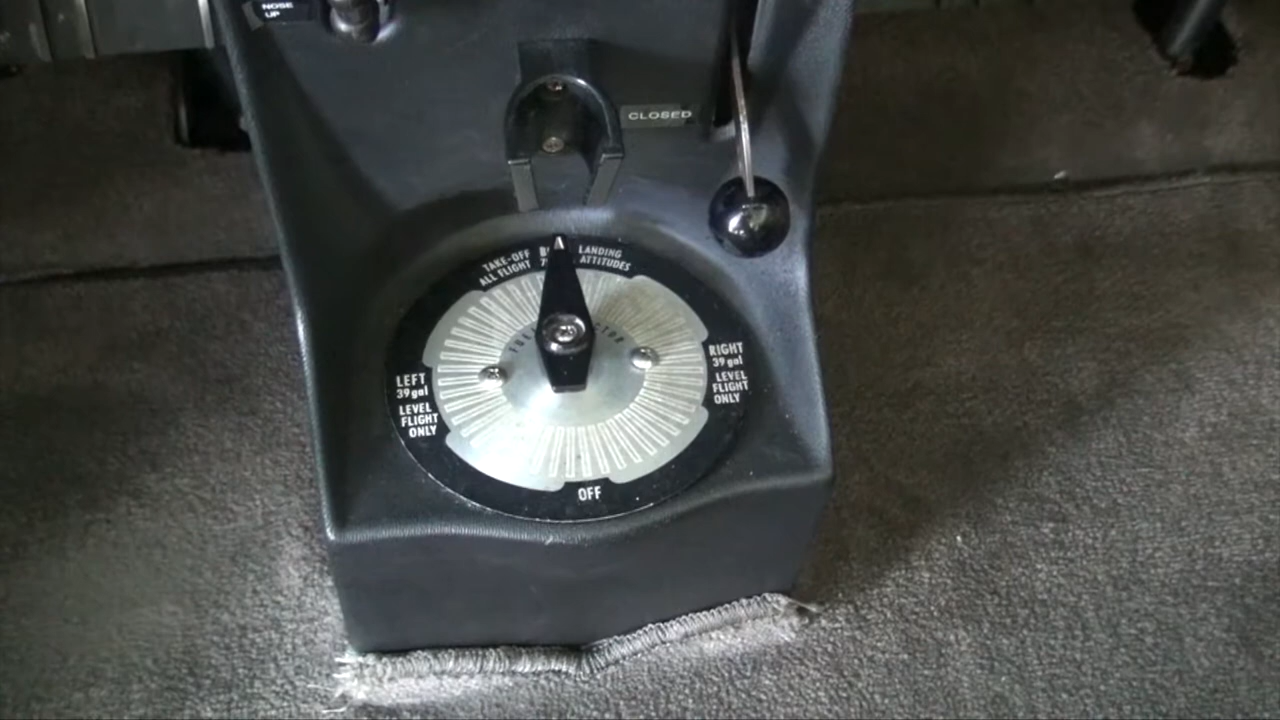 NOSE
UP
CLOSED
TAKE-OFF
ALL FLIGHT
LANDING
ATTITUDES
LEFT
39 gal
LEVEL
FLIGHT
ONLY
RIGHT
39 gal
LEVEL
FLIGHT
ONLY
OFF